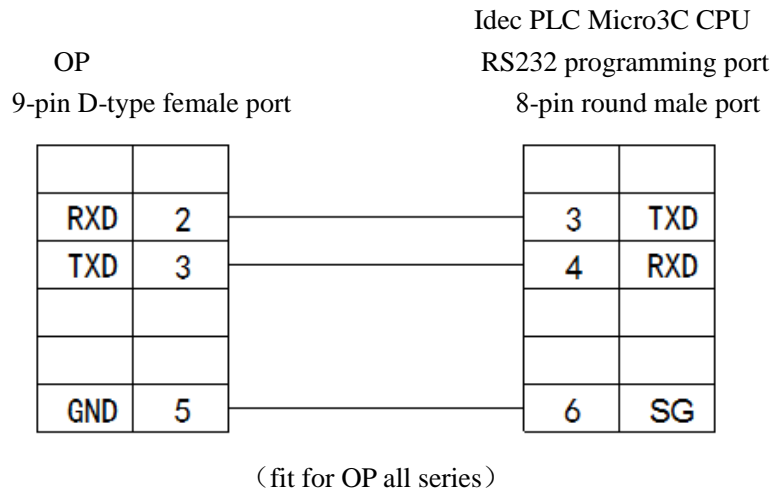 Idec PLC Micro3C CPU
OP RS232 programming port
9-pin D-type female port 8-pin round male port
RXD 2 3 TXD
TXD 3 4 RXD
GND 5 6 SG
（fit for OP all series）